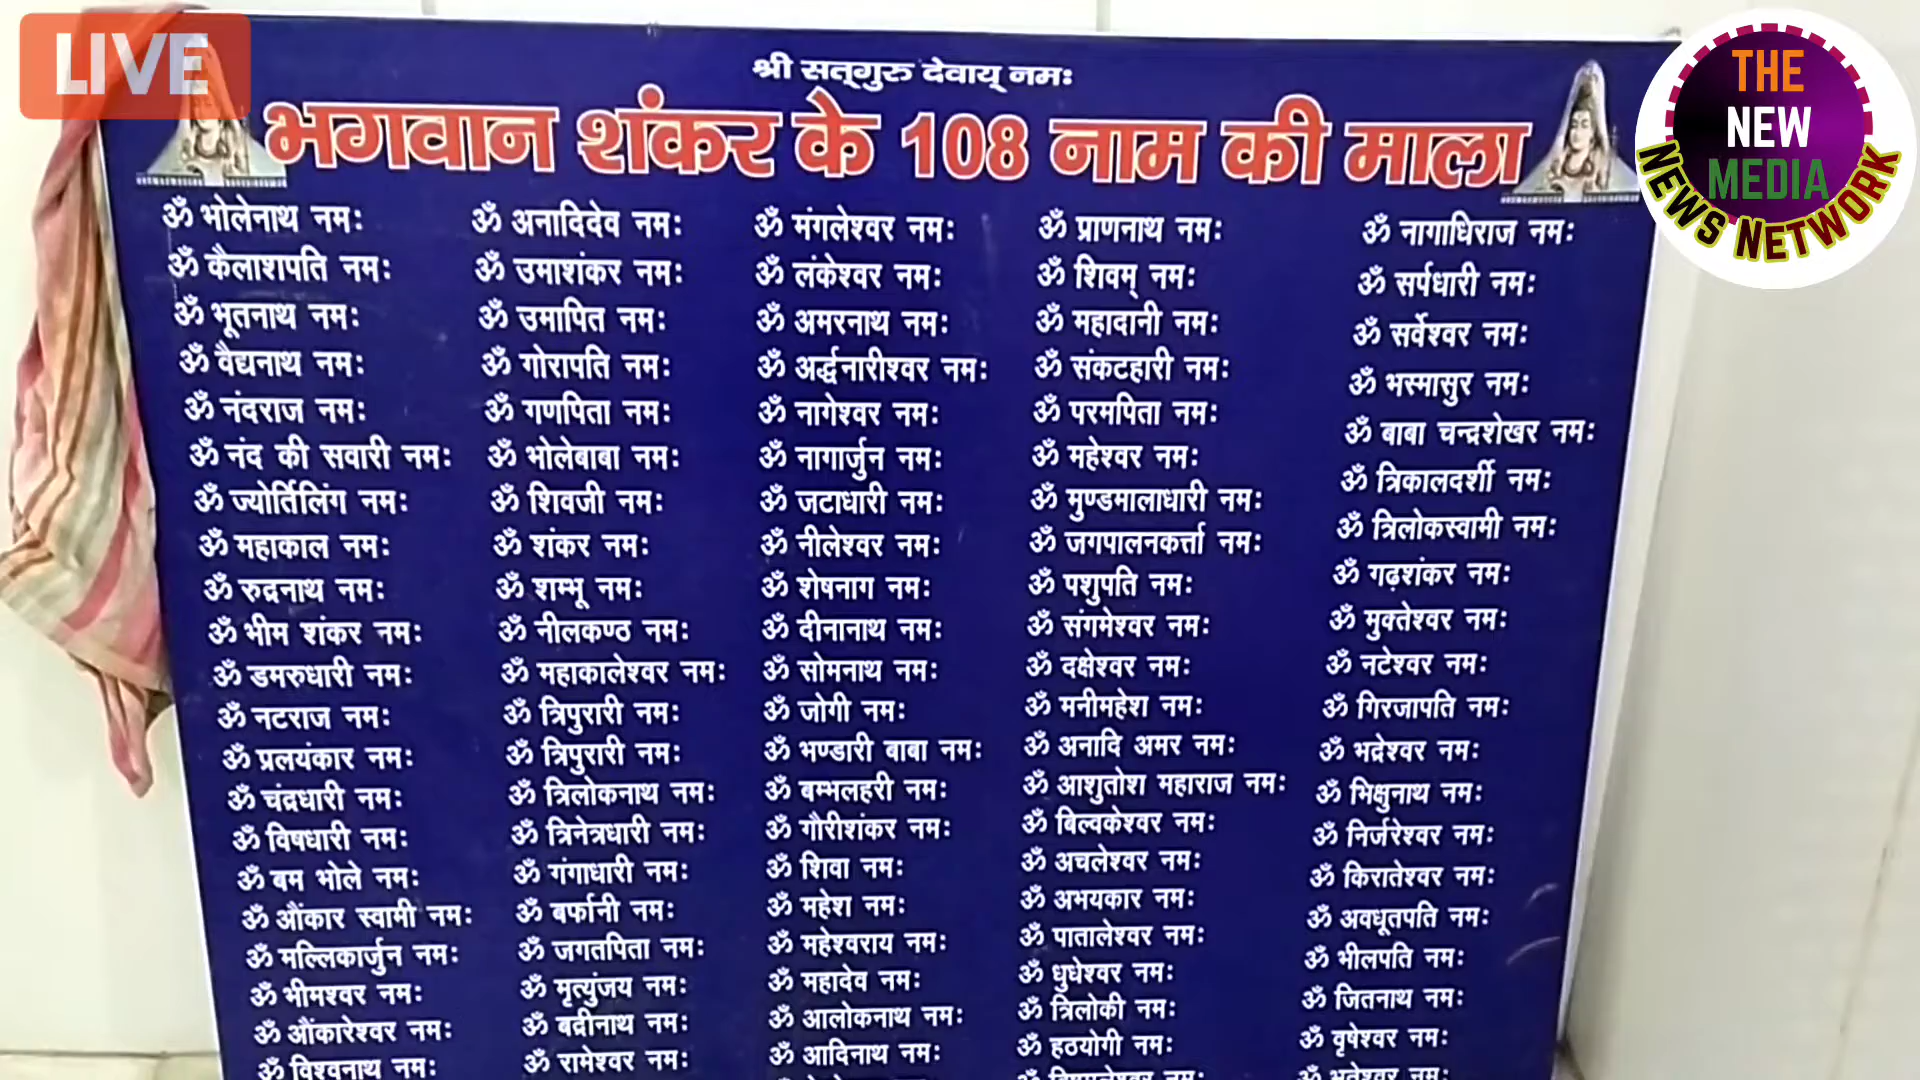 LIVE
THE
NEW
MEDIA
NEWS NETWORK
श्री सत्गुरु देवाय् नमः
भगवान शंकर के 108 नाम की माला
ॐ भोलेनाथ नमः
ॐ कैलाशपति नमः
ॐ भूतनाथ नमः
ॐ वैद्यनाथ नमः
ॐ नंदराज नमः
ॐ नंद की सवारी नमः
ॐ ज्योर्तिलिंग नमः
ॐ महाकाल नमः
ॐ रुद्रनाथ नमः
ॐ भीम शंकर नमः
ॐ डमरुधारी नमः
ॐ नटराज नमः
ॐ प्रलयंकार नमः
ॐ चंद्रधारी नमः
ॐ विषधारी नमः
ॐ बम भोले नमः
ॐ औंकार स्वामी नमः
ॐ मल्लिकार्जुन नमः
ॐ भीमश्वर नमः
ॐ औंकारेश्वर नमः
ॐ विश्वनाथ नमः
ॐ अनादिदेव नमः
ॐ उमाशंकर नमः
ॐ उमापित नमः
ॐ गोरापति नमः
ॐ गणपिता नमः
ॐ भोलेबाबा नमः
ॐ शिवजी नमः
ॐ शंकर नमः
ॐ शम्भू नमः
ॐ नीलकण्ठ नमः
ॐ महाकालेश्वर नमः
ॐ त्रिपुरारी नमः
ॐ त्रिपुरारी नमः
ॐ त्रिलोकनाथ नमः
ॐ त्रिनेत्रधारी नमः
ॐ गंगाधारी नमः
ॐ बर्फानी नमः
ॐ जगतपिता नमः
ॐ मृत्युंजय नमः
ॐ बद्रीनाथ नमः
ॐ रामेश्वर नमः
ॐ मंगलेश्वर नमः
ॐ लंकेश्वर नमः
ॐ अमरनाथ नमः
ॐ अर्द्धनारीश्वर नमः
ॐ नागेश्वर नमः
ॐ नागार्जुन नमः
ॐ जटाधारी नमः
ॐ नीलेश्वर नमः
ॐ शेषनाग नमः
ॐ दीनानाथ नमः
ॐ सोमनाथ नमः
ॐ जोगी नमः
ॐ भण्डारी बाबा नमः
ॐ बम्भलहरी नमः
ॐ गौरीशंकर नमः
ॐ शिवा नमः
ॐ महेश नमः
ॐ महेश्वराय नमः
ॐ महादेव नमः
ॐ आलोकनाथ नमः
ॐ आदिनाथ नमः
ॐ प्राणनाथ नमः
ॐ शिवम् नमः
ॐ महादानी नमः
ॐ संकटहारी नमः
ॐ परमपिता नमः
ॐ महेश्वर नमः
ॐ मुण्डमालाधारी नमः
ॐ जगपालनकर्त्ता नमः
ॐ पशुपति नमः
ॐ संगमेश्वर नमः
ॐ दक्षेश्वर नमः
ॐ मनीमहेश नमः
ॐ अनादि अमर नमः
ॐ आशुतोश महाराज नमः
ॐ बिल्वकेश्वर नमः
ॐ अचलेश्वर नमः
ॐ अभयकार नमः
ॐ पातालेश्वर नमः
ॐ धुधेश्वर नमः
ॐ त्रिलोकी नमः
ॐ हठयोगी नमः
ॐ नागाधिराज नमः
ॐ सर्पधारी नमः
ॐ सर्वेश्वर नमः
ॐ भस्मासुर नमः
ॐ बाबा चन्द्रशेखर नमः
ॐ त्रिकालदर्शी नमः
ॐ त्रिलोकस्वामी नमः
ॐ गढ़शंकर नमः
ॐ मुक्तेश्वर नमः
ॐ नटेश्वर नमः
ॐ गिरजापति नमः
ॐ भद्रेश्वर नमः
ॐ भिक्षुनाथ नमः
ॐ निर्जरेश्वर नमः
ॐ किरातेश्वर नमः
ॐ अवधूतपति नमः
ॐ भीलपति नमः
ॐ जितनाथ नमः
ॐ वृषेश्वर नमः